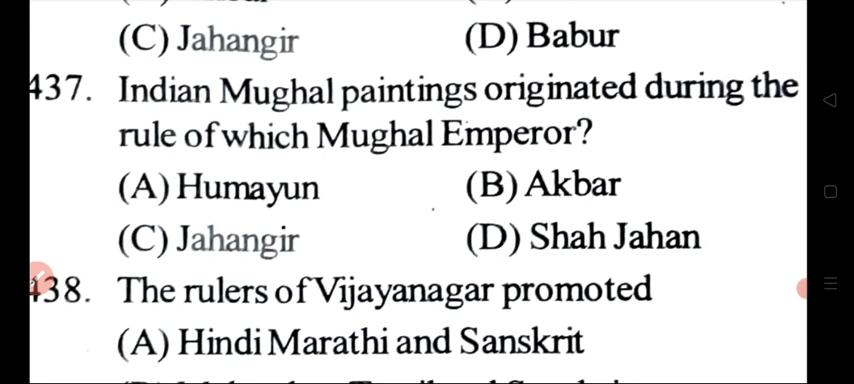 (C) Jahangir (D) Babur
437. Indian Mughal paintings originated during the
rule of which Mughal Emperor?
(A) Humayun (B) Akbar
(C) Jahangir (D) Shah Jahan
438. The rulers of Vijayanagar promoted
(A) Hindi Marathi and Sanskrit